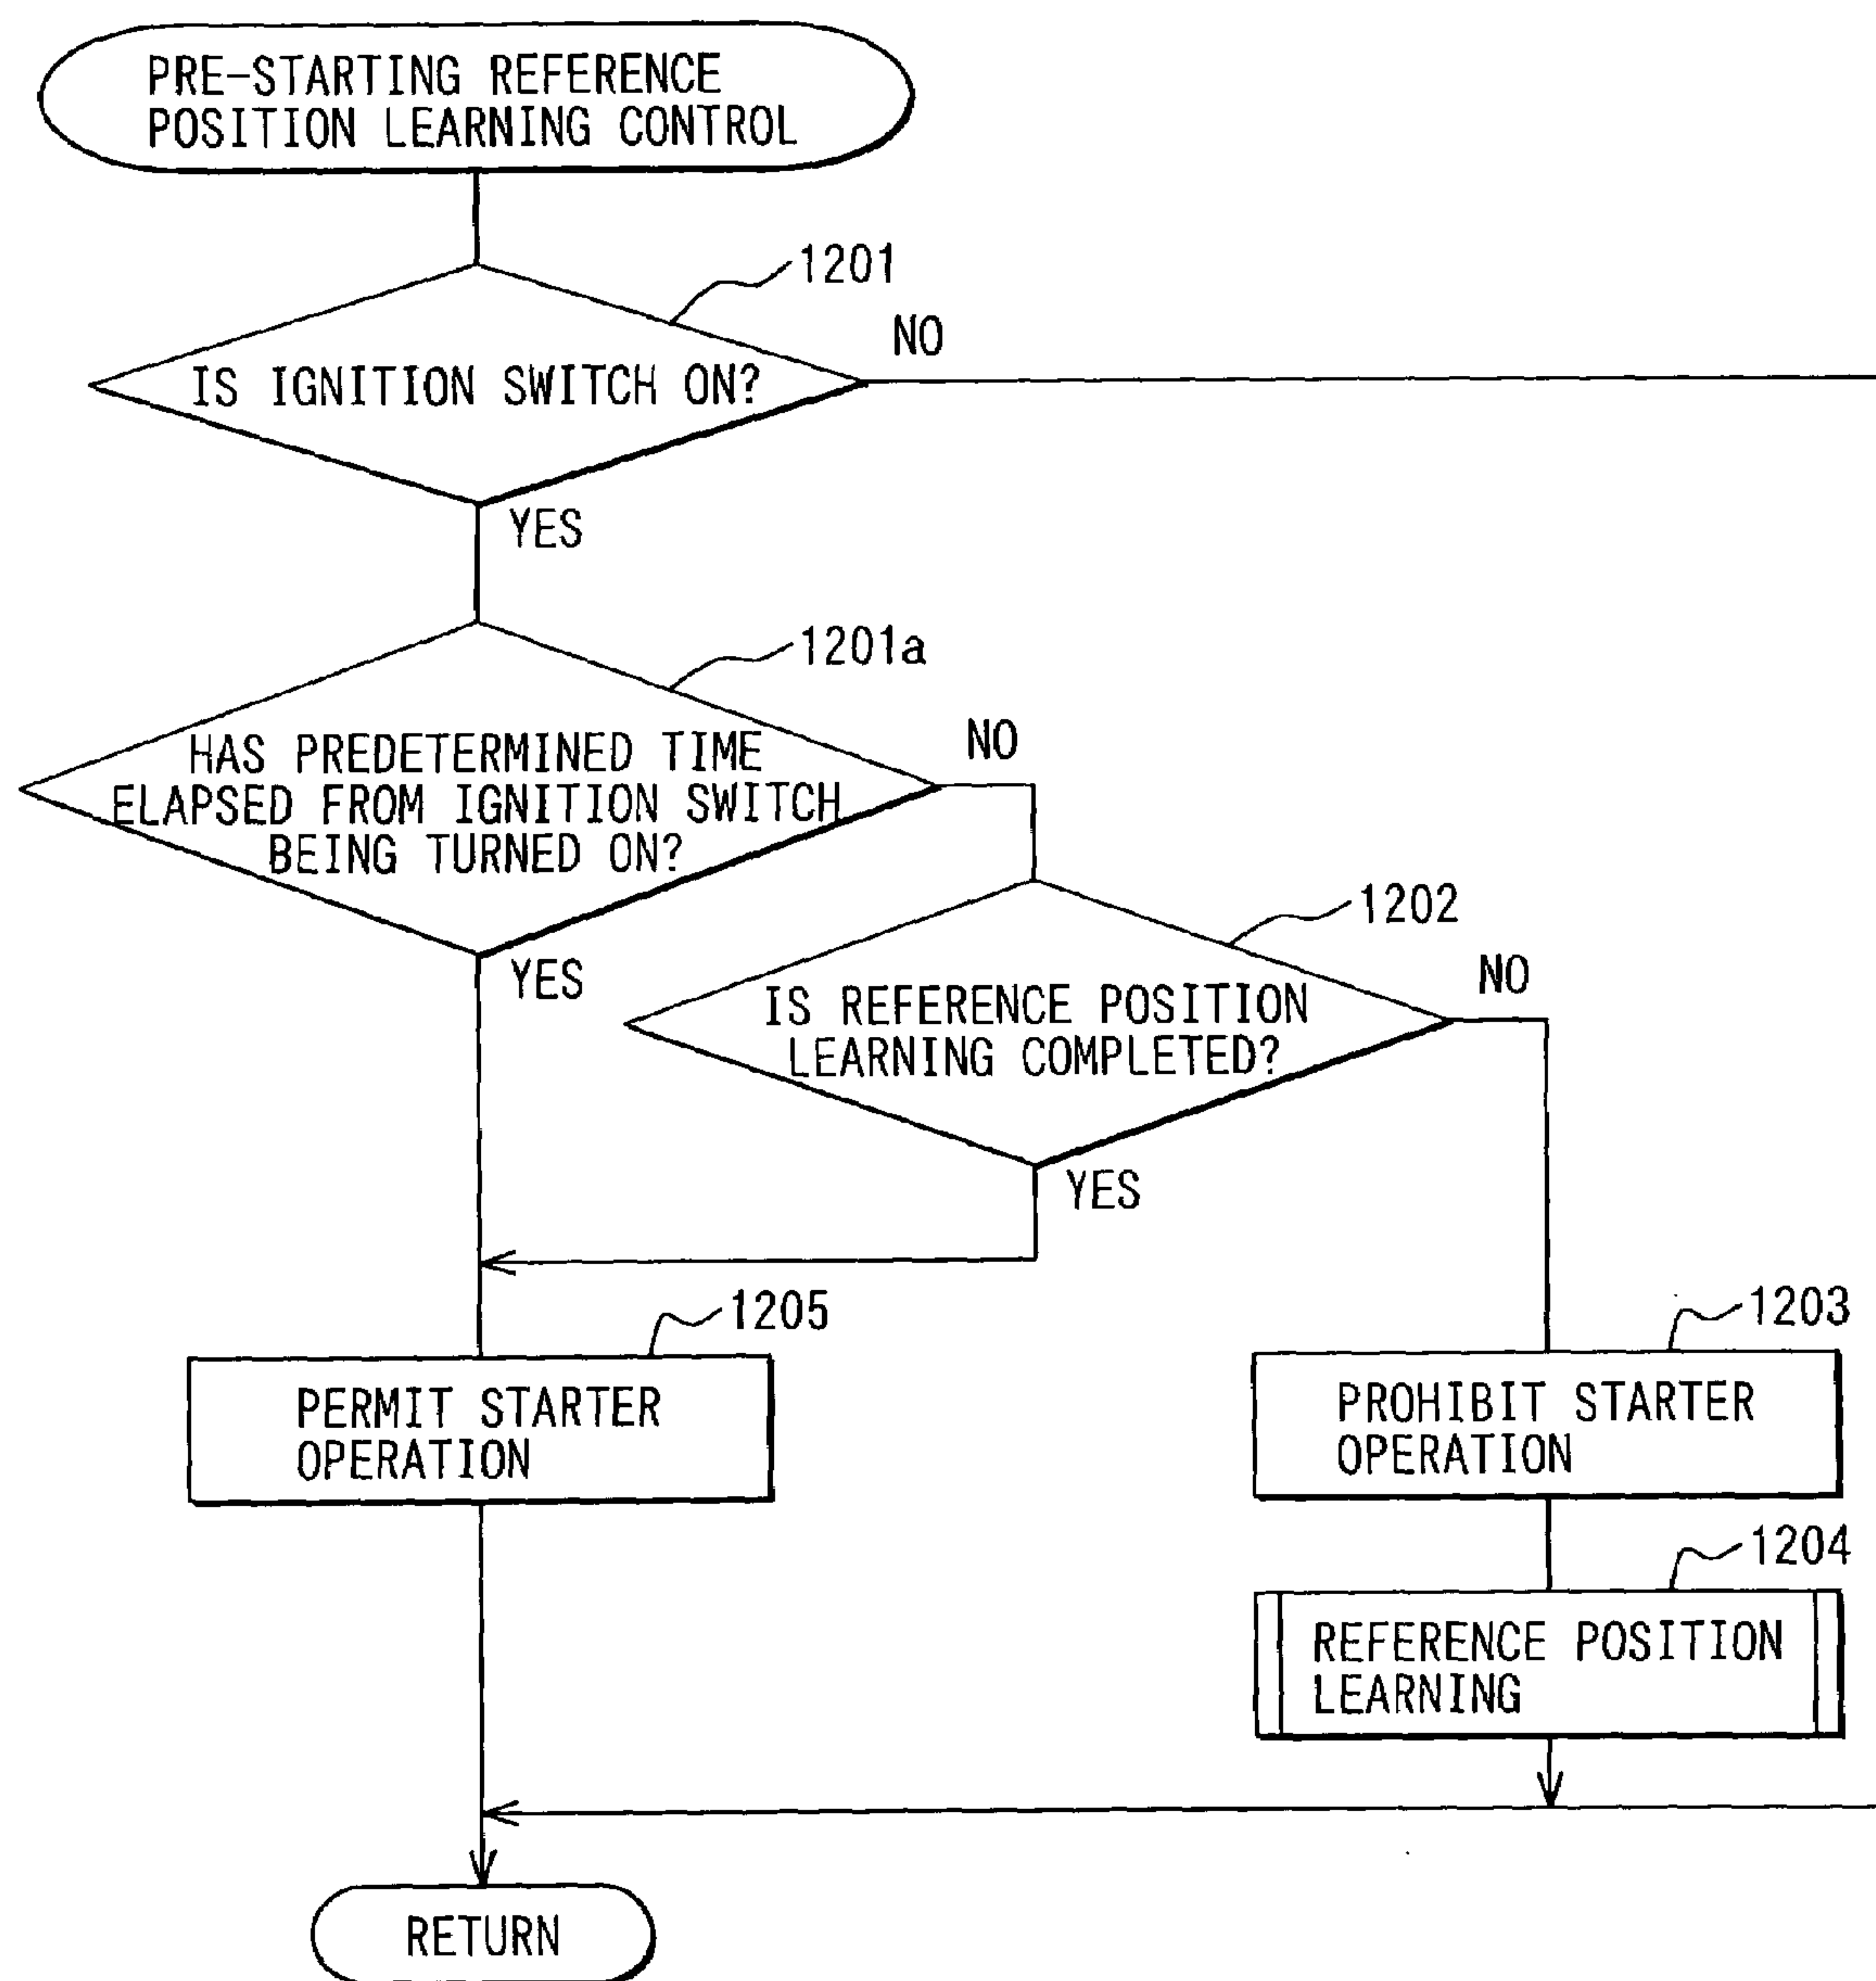 PRE-STARTING REFERENCE
POSITION LEARNING CONTROL
1201
NO
IS IGNITION SWITCH ON?
YES
1201a
HAS PREDETERMINED TIME
ELAPSED FROM IGNITION SWITCH
BEING TURNED ON?
NO
YES
1202
IS REFERENCE POSITION
LEARNING COMPLETED?
NO
YES
1205
PERMIT STARTER
OPERATION
1203
PROHIBIT STARTER
OPERATION
1204
REFERENCE POSITION
LEARNING
RETURN